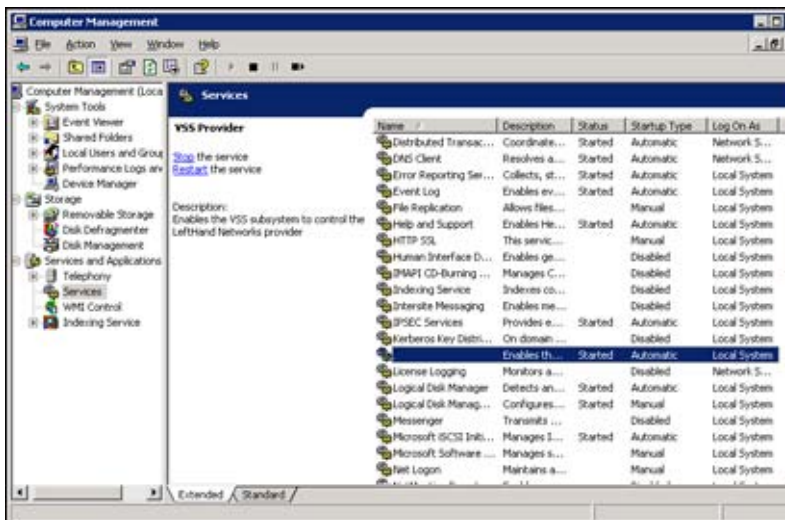 Computer Management
File Action View Window Help
Computer Management (Loca
System Tools
Event Viewer
Shared Folders
Local Users and Group
Performance Logs an
Device Manager
Storage
Removable Storage
Disk Defragmenter
Disk Management
Services and Applications
Telephony
Services
WMI Control
Indexing Service
Services
VSS Provider
Stop the service
Restart the service
Description:
Enables the VSS subsystem to control the
LeftHand Networks provider
Name / Description Status Startup Type Log On As
Distributed Transac... Coordinate... Started Automatic Network S...
DNS Client Resolves a... Started Automatic Network S...
Error Reporting Ser... Collects, st... Started Automatic Local System
Event Log Enables ev... Started Automatic Local System
File Replication Allows files... Manual Local System
Help and Support Enables He... Started Automatic Local System
HTTP SSL This servic... Manual Local System
Human Interface D... Enables ge... Disabled Local System
IMAPI CD-Burning ... Manages C... Disabled Local System
Indexing Service Indexes co... Disabled Local System
Intersite Messaging Enables me... Disabled Local System
IPSEC Services Provides e... Started Automatic Local System
Kerberos Key Distri... On domain ... Disabled Local System
Enables th... Started Automatic Local System
License Logging Monitors a... Disabled Network S...
Logical Disk Manager Detects an... Started Automatic Local System
Logical Disk Manag... Configures... Started Manual Local System
Messenger Transmits ... Disabled Local System
Microsoft iSCSI Initi... Manages I... Started Automatic Local System
Microsoft Software ... Manages s... Manual Local System
Net Logon Maintains a... Manual Local System
Extended Standard